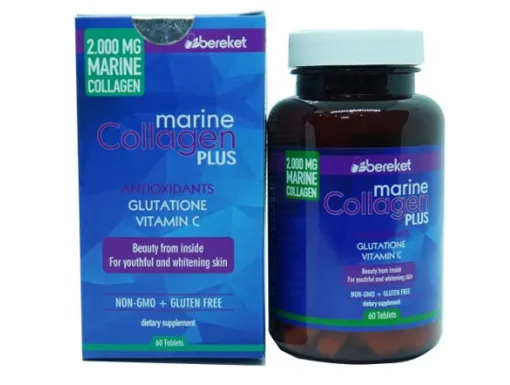 2.000 MG
MARINE
COLLAGEN
bereket
marine
Collagen
PLUS
ANTIOXIDANTS
GLUTATIONE
VITAMIN C
Beauty from inside
For youthful and whitening skin
NON-GMO + GLUTEN FREE
dietary supplement
60 Tablets
2.000 MG
MARINE
COLLAGEN
bereket
marine
Collagen
PLUS
GLUTATIONE
VITAMIN C
Beauty from inside
For youthful and whitening skin
NON-GMO + GLUTEN FREE
dietary supplement
60 Tablets